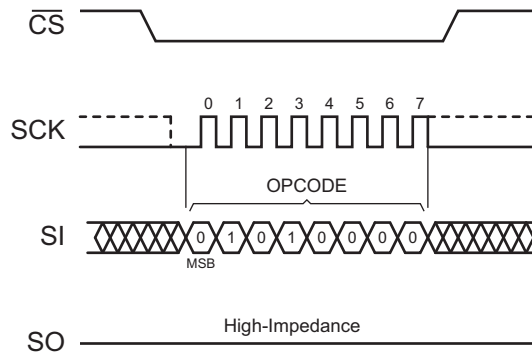 CS
0 1 2 3 4 5 6 7
SCK
OPCODE
SI
0 1 0 1 0 0 0 0
MSB
High-Impedance
SO